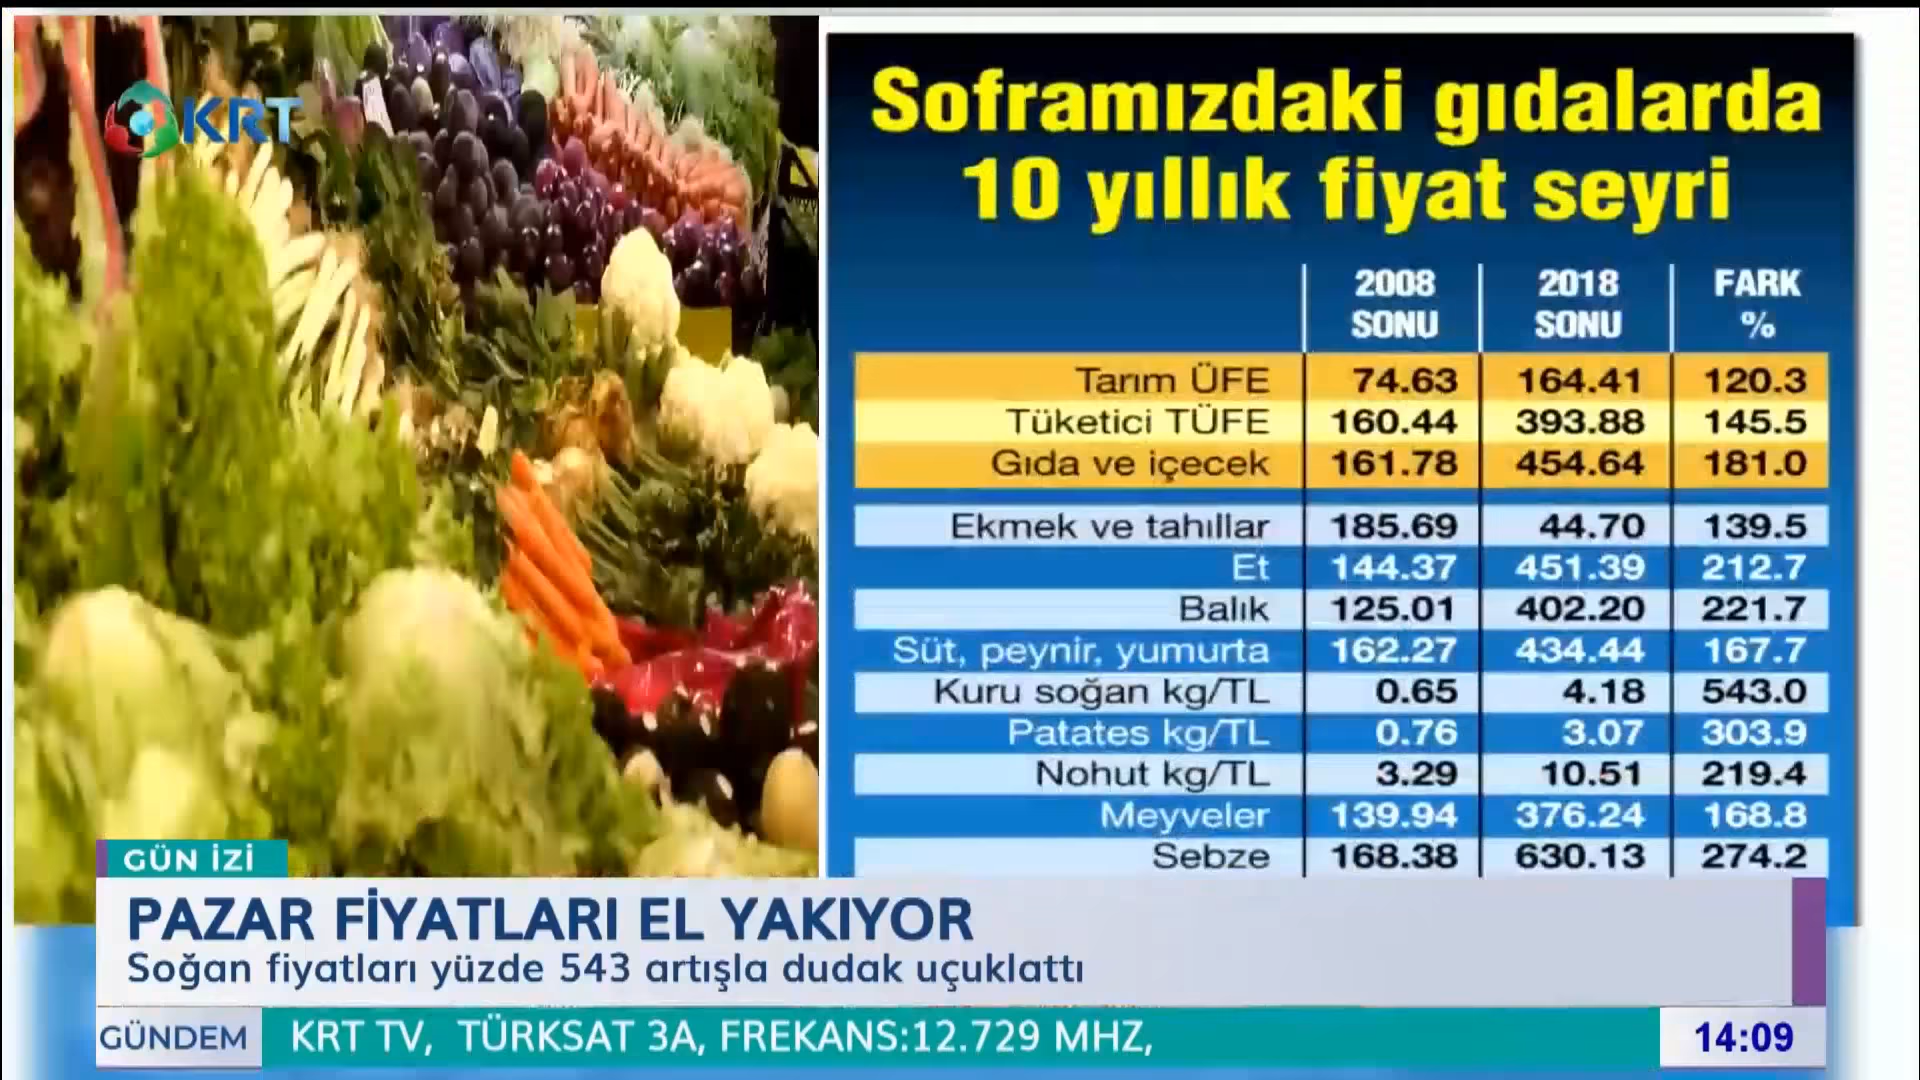 KRT
Soframızdaki gıdalarda
10 yıllık fiyat seyri
2008 SONU 2018 SONU FARK %
Tarım ÜFE 74.63 164.41 120.3
Tüketici TÜFE 160.44 393.88 145.5
Gıda ve içecek 161.78 454.64 181.0
Ekmek ve tahıllar 185.69 44.70 139.5
Et 144.37 451.39 212.7
Balık 125.01 402.20 221.7
Süt, peynir, yumurta 162.27 434.44 167.7
Kuru soğan kg/TL 0.65 4.18 543.0
Patates kg/TL 0.76 3.07 303.9
Nohut kg/TL 3.29 10.51 219.4
Meyveler 139.94 376.24 168.8
Sebze 168.38 630.13 274.2
GÜN İZİ
PAZAR FİYATLARI EL YAKIYOR
Soğan fiyatları yüzde 543 artışla dudak uçuklattı
GÜNDEM KRT TV, TÜRKSAT 3A, FREKANS:12.729 MHZ, 14:09